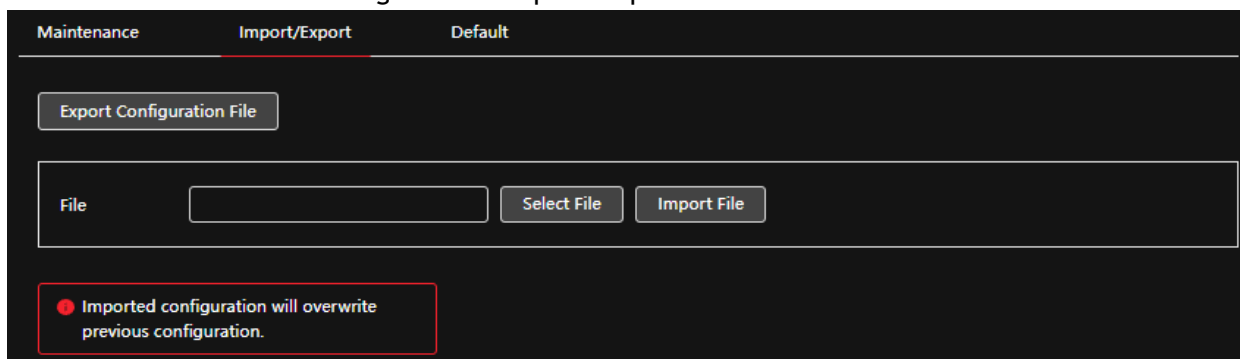 Maintenance Import/Export Default
Export Configuration File
File Select File Import File
Imported configuration will overwrite
previous configuration.